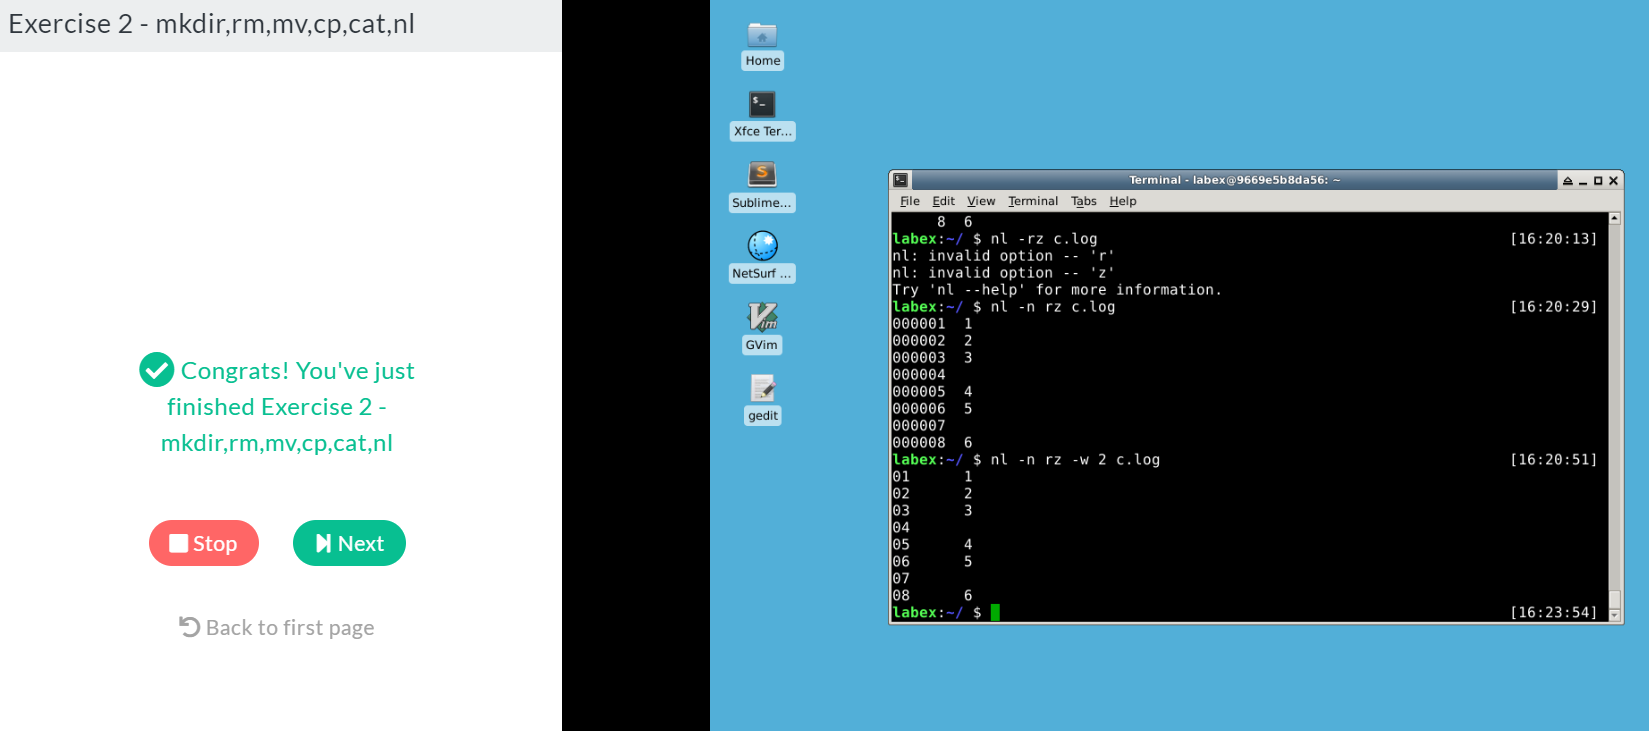 Exercise 2 - mkdir,rm,mv,cp,cat,nl
Congrats! You've just
finished Exercise 2 -
mkdir,rm,mv,cp,cat,nl
Stop
Next
Back to first page
Home
Xfce Ter...
Sublime...
NetSurf ...
GVim
gedit
Terminal - labex@9669e5b8da56: ~
File Edit View Terminal Tabs Help
8 6
labex:~/ $ nl -rz c.log [16:20:13]
nl: invalid option -- 'r'
nl: invalid option -- 'z'
Try 'nl --help' for more information.
labex:~/ $ nl -n rz c.log [16:20:29]
000001 1
000002 2
000003 3
000004
000005 4
000006 5
000007
000008 6
labex:~/ $ nl -n rz -w 2 c.log [16:20:51]
01 1
02 2
03 3
04
05 4
06 5
07
08 6
labex:~/ $ [16:23:54]